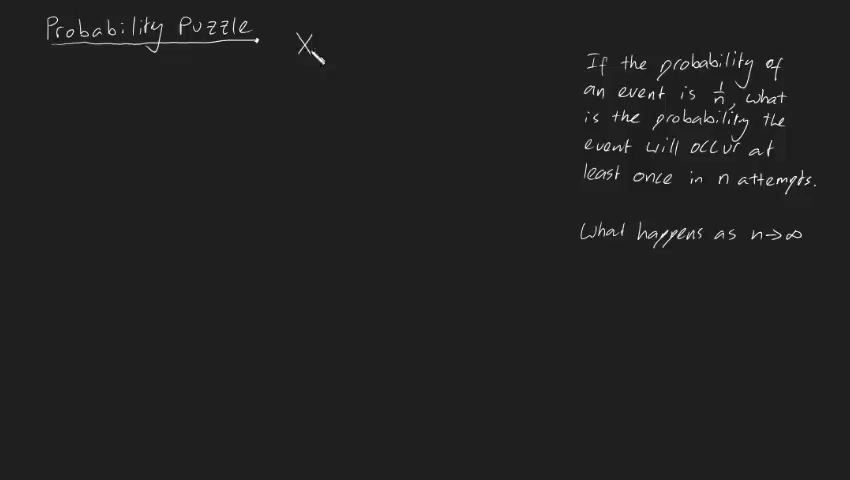 Probability Puzzle
X
If the probability of
an event is 1/n, what
is the probability the
event will occur at
least once in n attempts.
What happens as n→∞